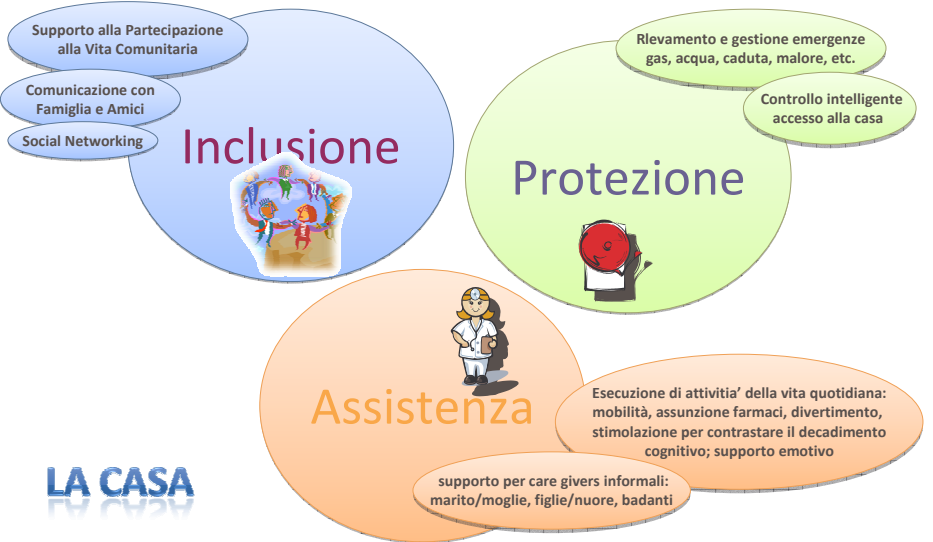 Supporto alla Partecipazione
alla Vita Comunitaria
Comunicazione con
Famiglia e Amici
Social Networking
Inclusione
Rlevamento e gestione emergenze
gas, acqua, caduta, malore, etc.
Controllo intelligente
accesso alla casa
Protezione
Assistenza
Esecuzione di attivitia’ della vita quotidiana:
mobilità, assunzione farmaci, divertimento,
stimolazione per contrastare il decadimento
cognitivo; supporto emotivo
supporto per care givers informali:
marito/moglie, figlie/nuore, badanti
LA CASA